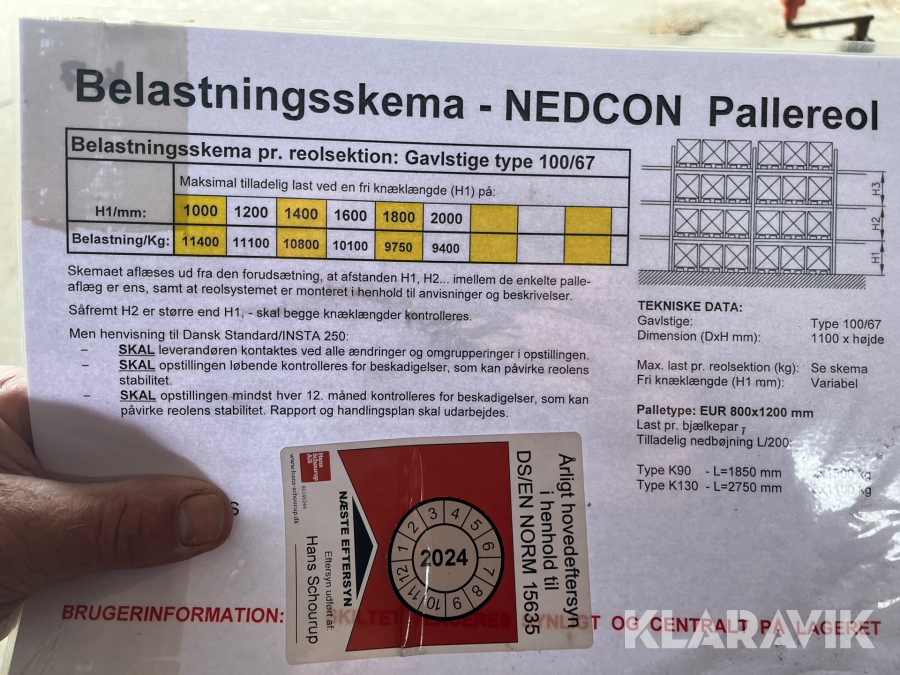 Belastningsskema - NEDCON Pallereol
Belastningsskema pr. reolsektion: Gavlstige type 100/67
Maksimal tilladelig last ved en fri knæklængde (H1) på:
H1/mm: 1000 1200 1400 1600 1800 2000
Belastning/Kg: 11400 11100 10800 10100 9750 9400
Skemaet aflæses ud fra den forudsætning, at afstanden H1, H2... imellem de enkelte palle-
aflæg er ens, samt at reolsystemet er monteret i henhold til anvisninger og beskrivelser.
Såfremt H2 er større end H1, - skal begge knæklængder kontrolleres.
Men henvisning til Dansk Standard/INSTA 250:
– SKAL leverandøren kontaktes ved alle ændringer og omgrupperinger i opstillingen.
– SKAL opstillingen løbende kontrolleres for beskadigelser, som kan påvirke reolens
stabilitet.
– SKAL opstillingen mindst hver 12. måned kontrolleres for beskadigelser, som kan
påvirke reolens stabilitet. Rapport og handlingsplan skal udarbejdes.
H3
H2
H1
TEKNISKE DATA:
Gavlstige: Type 100/67
Dimension (DxH mm): 1100 x højde
Max. last pr. reolsektion (kg): Se skema
Fri knæklængde (H1 mm): Variabel
Palletype: EUR 800x1200 mm
Last pr. bjælkepar
Tilladelig nedbøjning L/200:
Type K90 - L=1850 mm kg
Type K130 - L=2750 mm kg
Årligt hovedeftersyn
i henhold til
DS/EN NORM 15635
1 2 3 4 5 6 7 8 9 10 11 12
2024
NÆSTE EFTERSYN
Eftersyn udført af:
Hans Schourup
Hans
Schourup
A/S
www.hans-schourup.dk
BRUGERINFORMATION: SKILTET SYNLIGT OG CENTRALT PÅ LAGERET
KLARAVIK